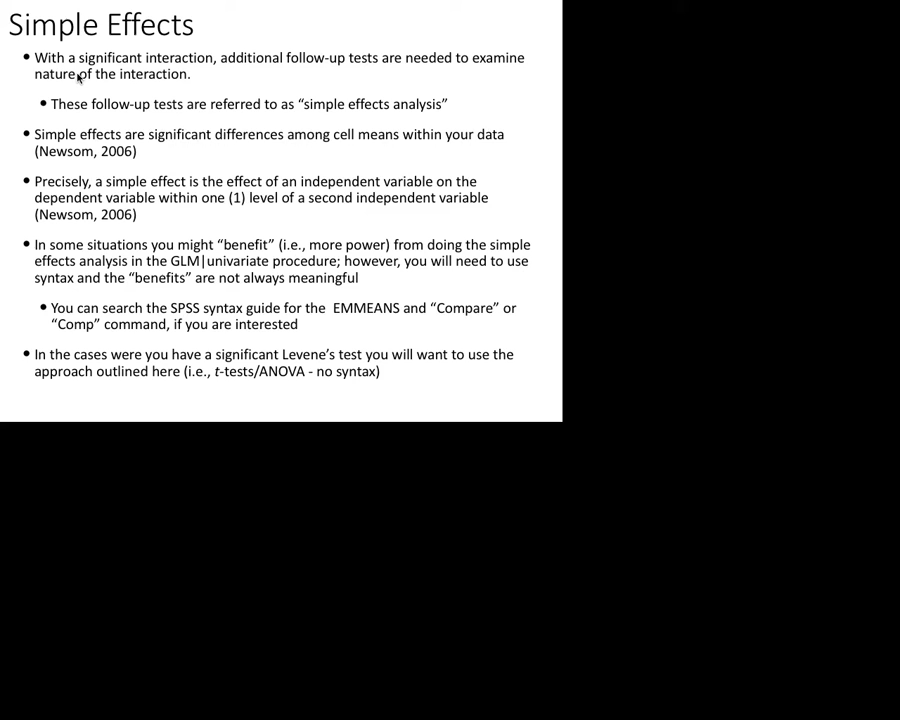 Simple Effects
• With a significant interaction, additional follow-up tests are needed to examine
nature of the interaction.
• These follow-up tests are referred to as “simple effects analysis”
• Simple effects are significant differences among cell means within your data
(Newsom, 2006)
• Precisely, a simple effect is the effect of an independent variable on the
dependent variable within one (1) level of a second independent variable
(Newsom, 2006)
• In some situations you might “benefit” (i.e., more power) from doing the simple
effects analysis in the GLM|univariate procedure; however, you will need to use
syntax and the “benefits” are not always meaningful
• You can search the SPSS syntax guide for the  EMMEANS and “Compare” or
“Comp” command, if you are interested
• In the cases were you have a significant Levene’s test you will want to use the
approach outlined here (i.e., t-tests/ANOVA - no syntax)